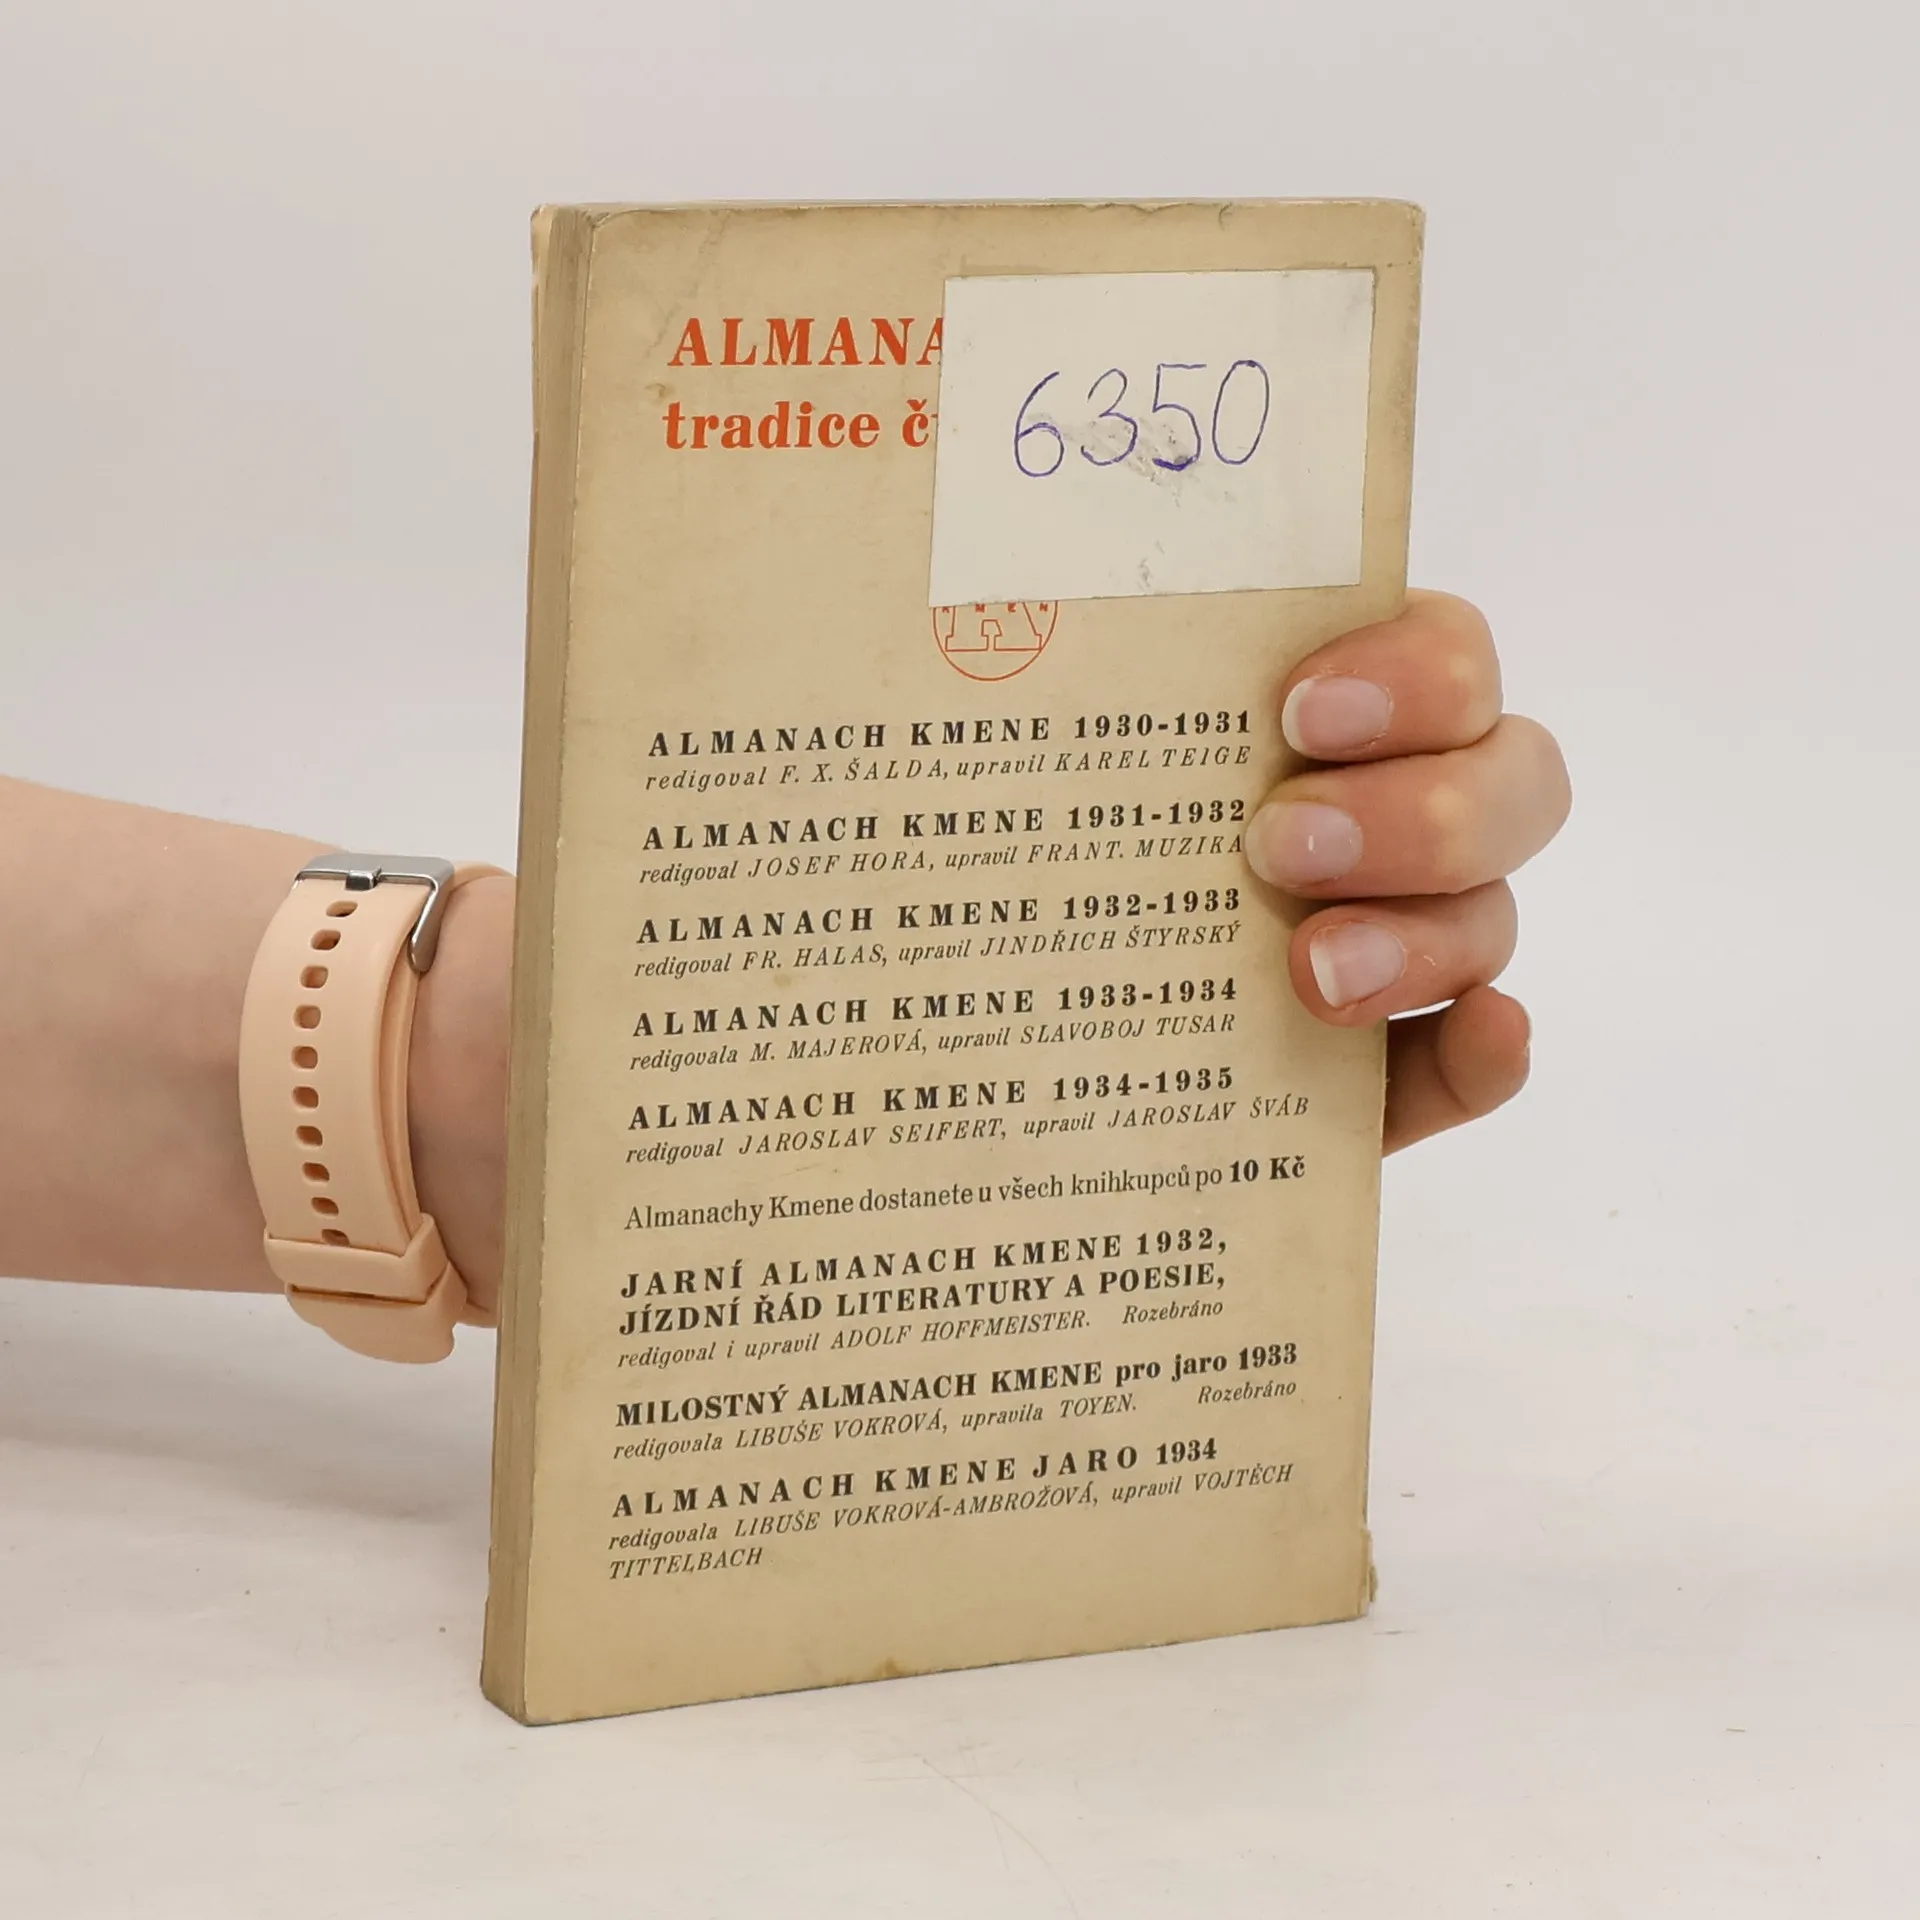 ALMANA
tradice č
6350
KMEN
ALMANACH KMENE 1930-1931
redigoval F. X. ŠALDA, upravil KAREL TEIGE
ALMANACH KMENE 1931-1932
redigoval JOSEF HORA, upravil FRANT. MUZIKA
ALMANACH KMENE 1932-1933
redigoval FR. HALAS, upravil JINDŘICH ŠTYRSKÝ
ALMANACH KMENE 1933-1934
redigovala M. MAJEROVÁ, upravil SLAVOBOJ TUSAR
ALMANACH KMENE 1934-1935
redigoval JAROSLAV SEIFERT, upravil JAROSLAV ŠVÁB
Almanachy Kmene dostanete u všech knihkupců po 10 Kč
JARNÍ ALMANACH KMENE 1932,
JÍZDNÍ ŘÁD LITERATURY A POESIE,
redigoval i upravil ADOLF HOFFMEISTER. Rozebráno
MILOSTNÝ ALMANACH KMENE pro jaro 1933
redigovala LIBUŠE VOKROVÁ, upravila TOYEN. Rozebráno
ALMANACH KMENE JARO 1934
redigovala LIBUŠE VOKROVÁ-AMBROŽOVÁ, upravil VOJTĚCH
TITTELBACH